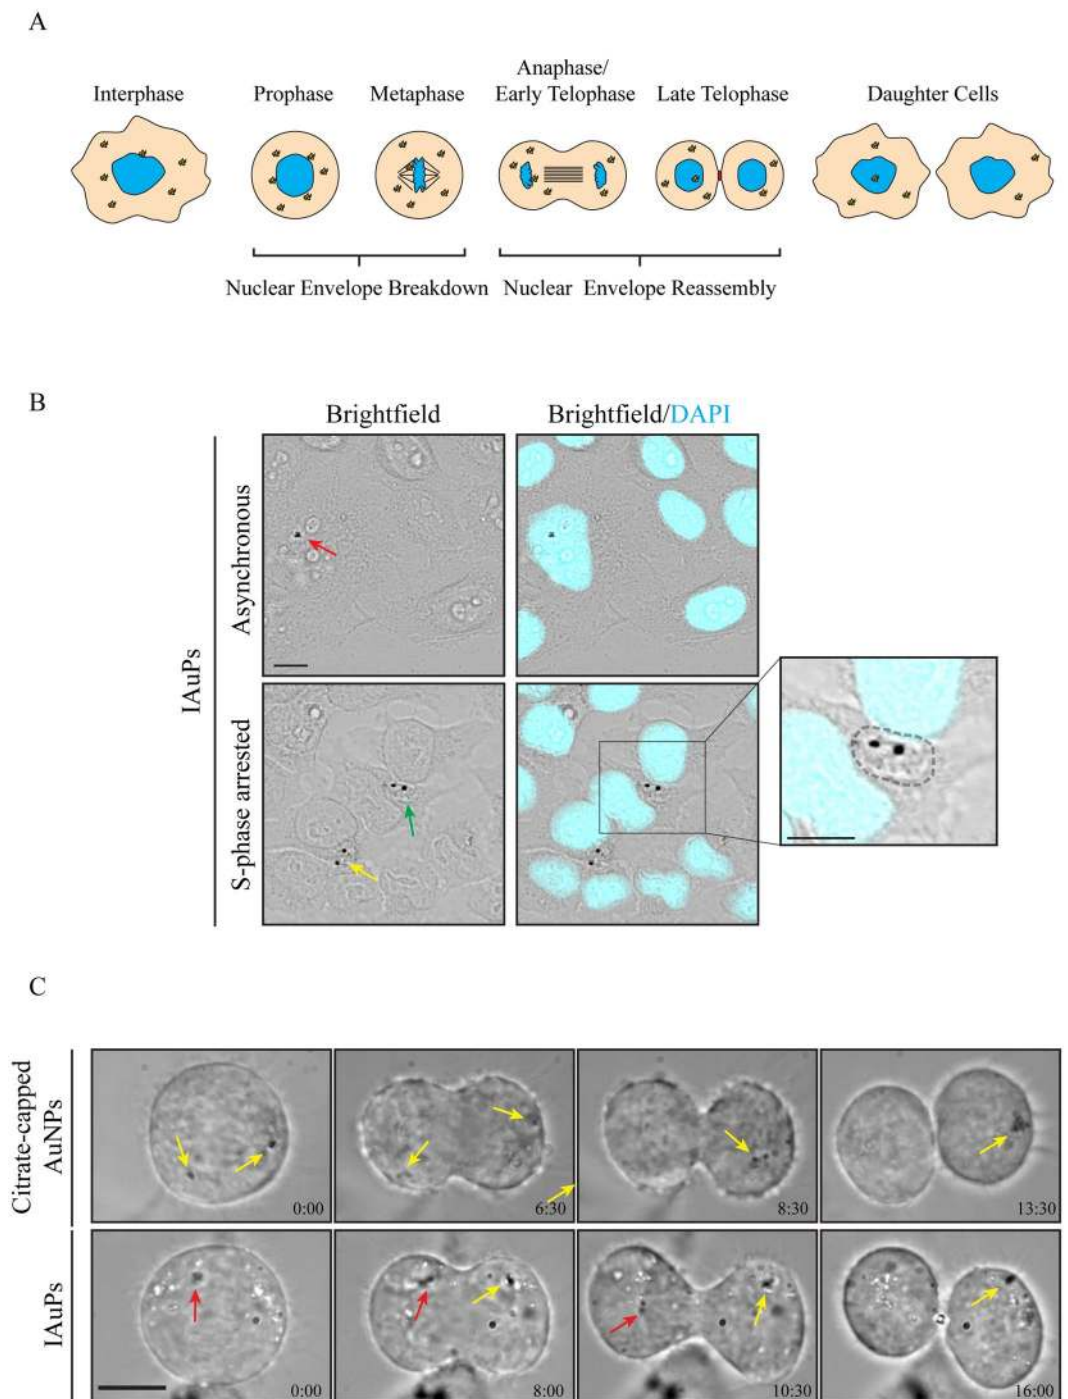 A
Interphase
Prophase
Metaphase
Anaphase/
Early Telophase
Late Telophase
Daughter Cells
Nuclear Envelope Breakdown
Nuclear Envelope Reassembly
B
Brightfield
Brightfield/DAPI
IAuPs
Asynchronous
S-phase arrested
C
Citrate-capped
AuNPs
0:00
6:30
8:30
13:30
IAuPs
0:00
8:00
10:30
16:00